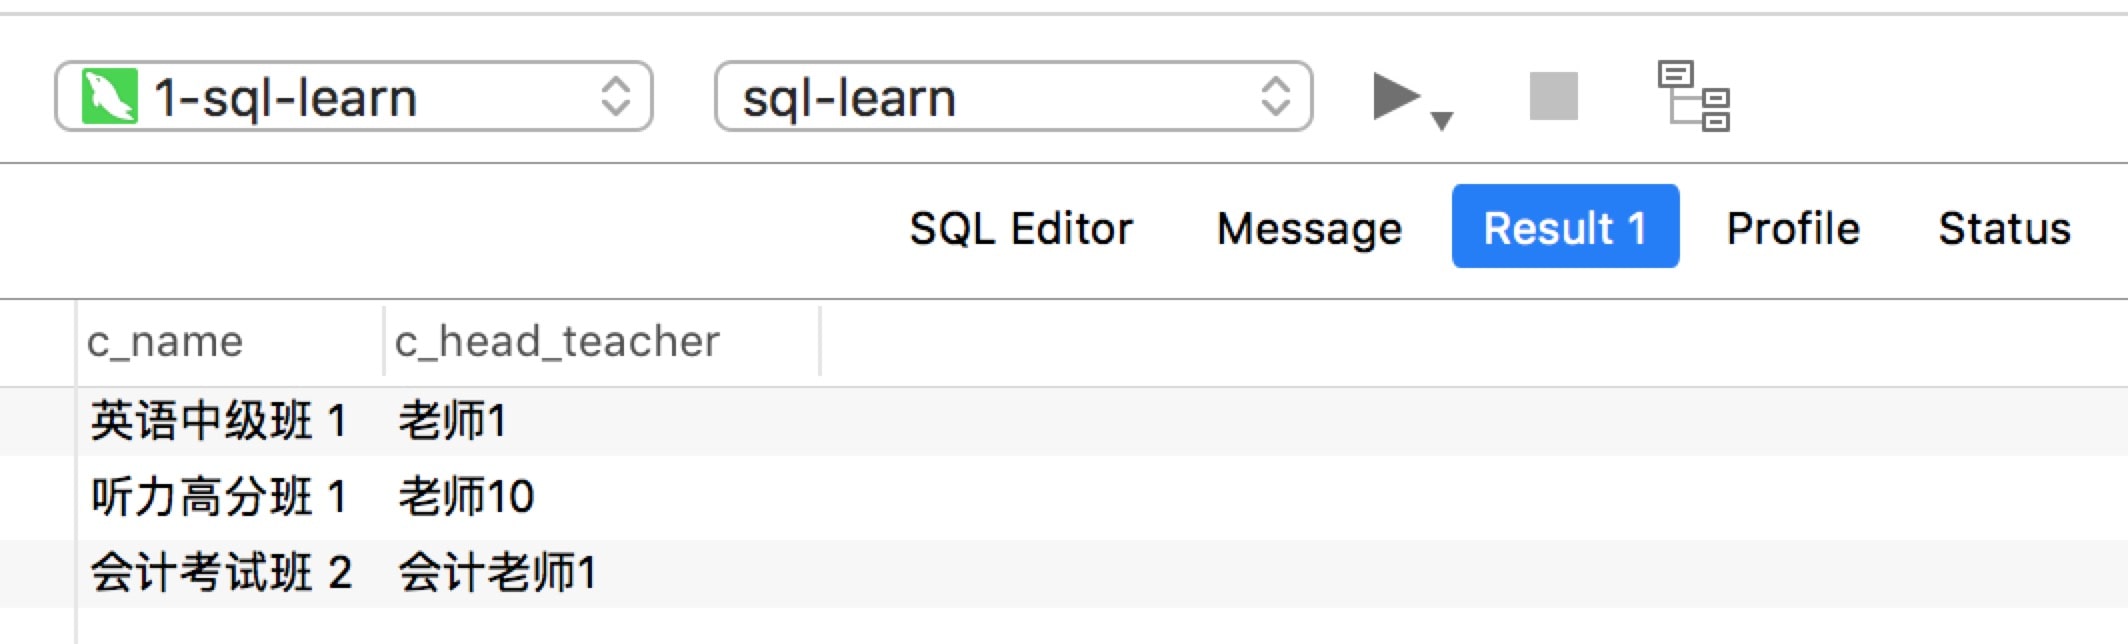 1-sql-learn sql-learn
SQL Editor Message Result 1 Profile Status
c_name c_head_teacher
英语中级班 1 老师1
听力高分班 1 老师10
会计考试班 2 会计老师1